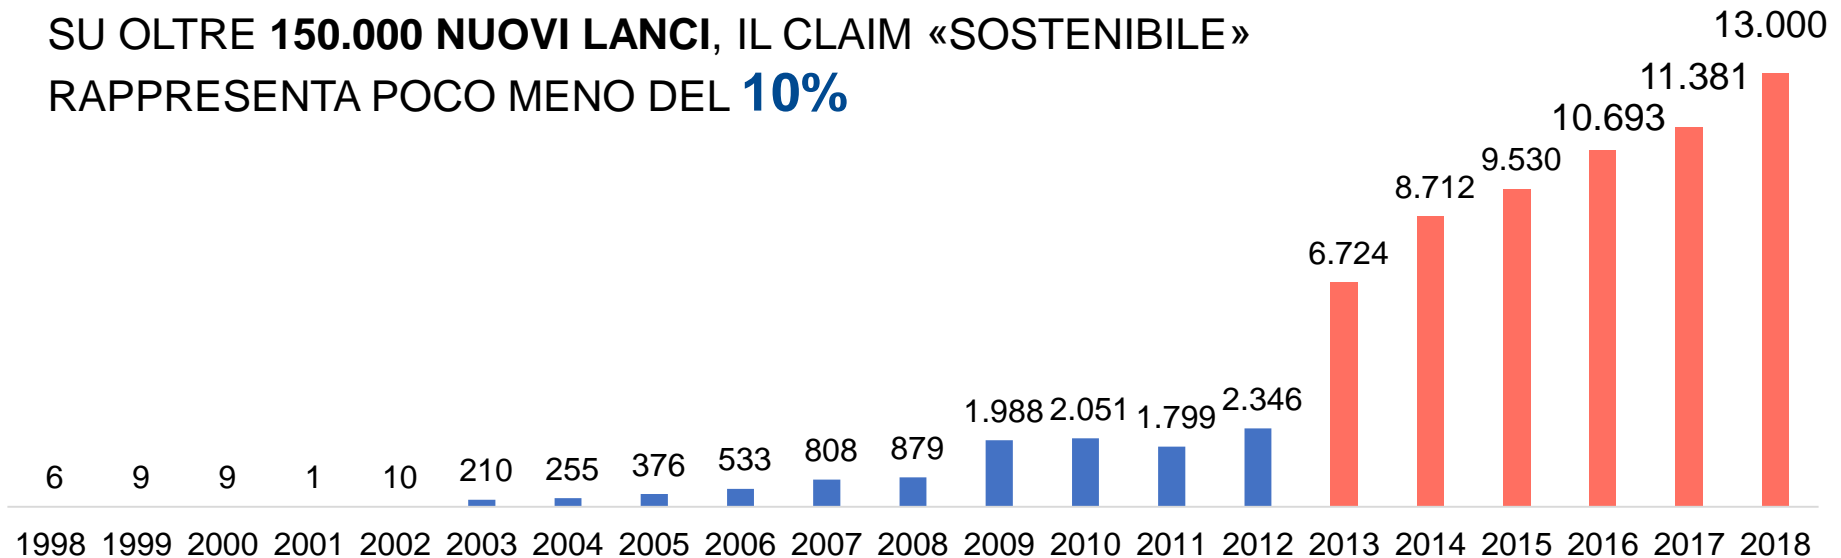 SU OLTRE 150.000 NUOVI LANCI, IL CLAIM «SOSTENIBILE»
RAPPRESENTA POCO MENO DEL 10%
6 9 9 1 10 210 255 376 533 808 879 1.988 2.051 1.799 2.346 6.724 8.712 9.530 10.693 11.381 13.000
1998 1999 2000 2001 2002 2003 2004 2005 2006 2007 2008 2009 2010 2011 2012 2013 2014 2015 2016 2017 2018